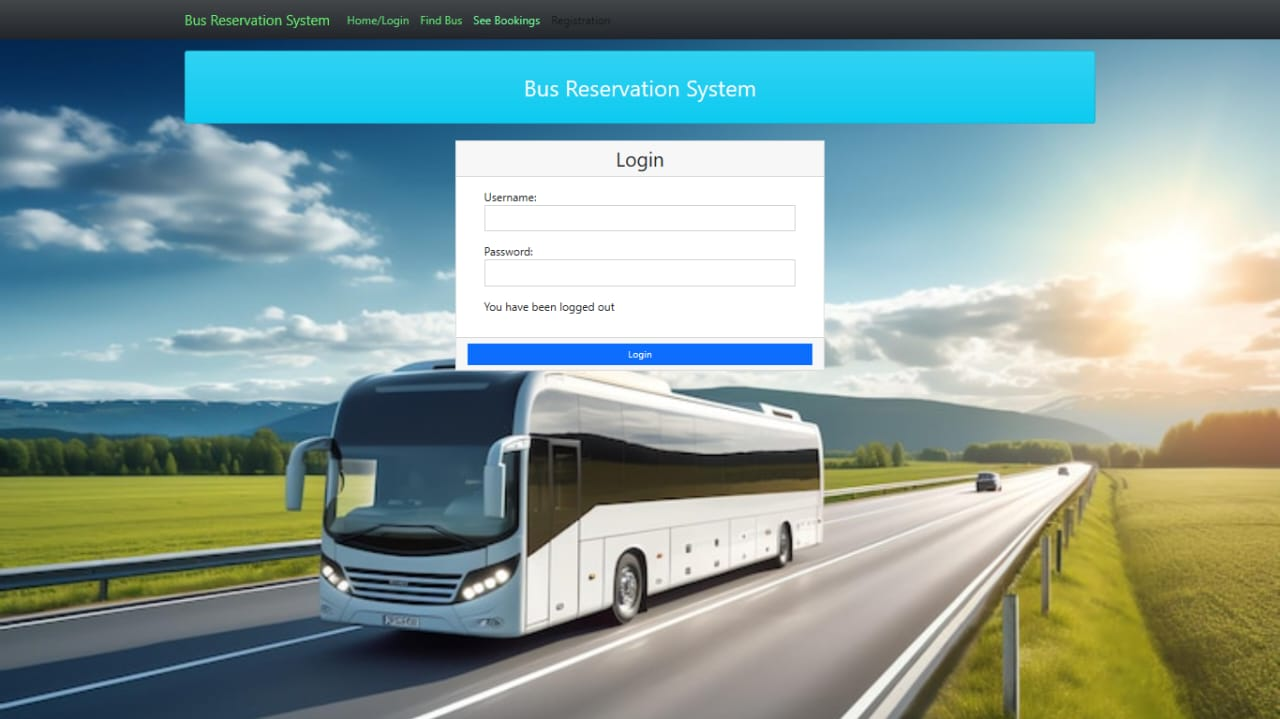 Bus Reservation System Home/Login Find Bus See Bookings Registration
Bus Reservation System
Login
Username:
Password:
You have been logged out
Login